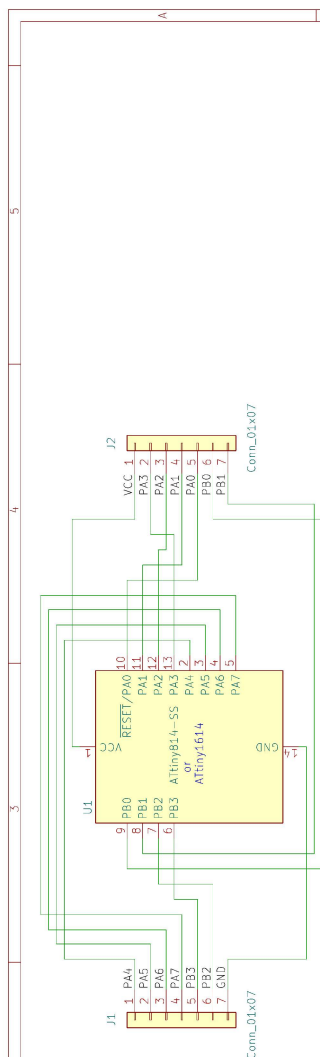 A
5
4
3
J2
Conn_01x07
VCC 1
PA3 2
PA2 3
PA1 4
PA0 5
PB0 6
PB1 7
U1
ATtiny814-SS
or
ATtiny1614
10 RESET/PA0
11 PA1
12 PA2
13 PA3
2 PA4
3 PA5
4 PA6
5 PA7
1 VCC
GND 14
9 PB0
8 PB1
7 PB2
6 PB3
J1
Conn_01x07
1 PA4
2 PA5
3 PA6
4 PA7
5 PB3
6 PB2
7 GND